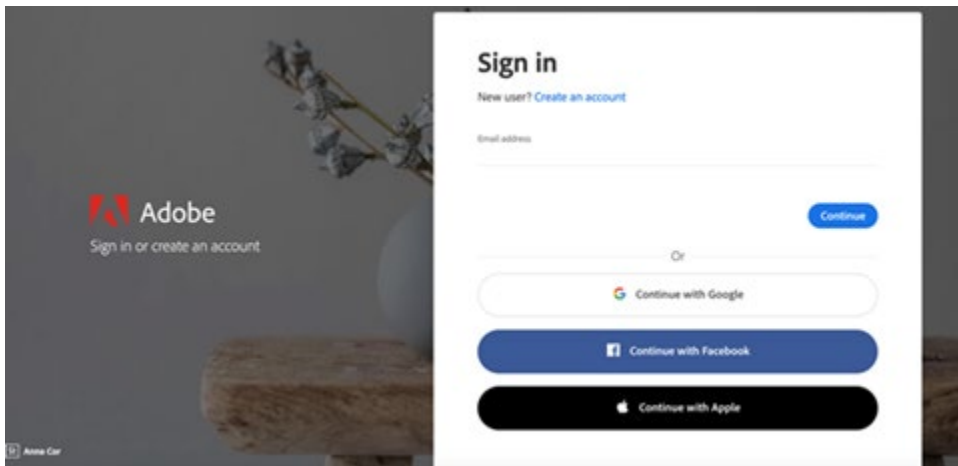 Adobe
Sign in or create an account
Sign in
New user? Create an account
Email address
Continue
Or
Continue with Google
Continue with Facebook
Continue with Apple
St Anna Cor